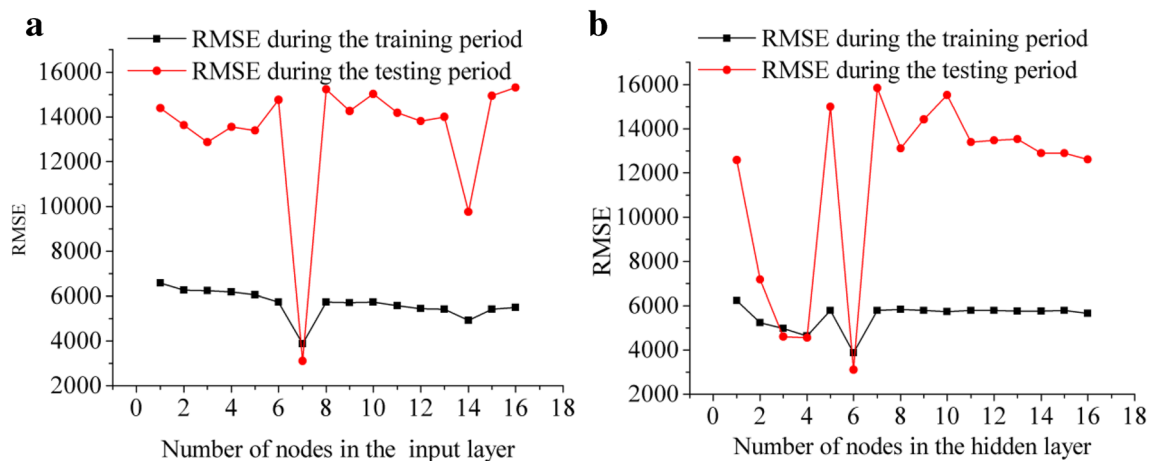 a
RMSE during the training period
RMSE during the testing period
16000
14000
12000
10000
8000
6000
4000
2000
RMSE
0 2 4 6 8 10 12 14 16 18
Number of nodes in the input layer
b
RMSE during the training period
RMSE during the testing period
16000
14000
12000
10000
8000
6000
4000
2000
RMSE
0 2 4 6 8 10 12 14 16 18
Number of nodes in the hidden layer